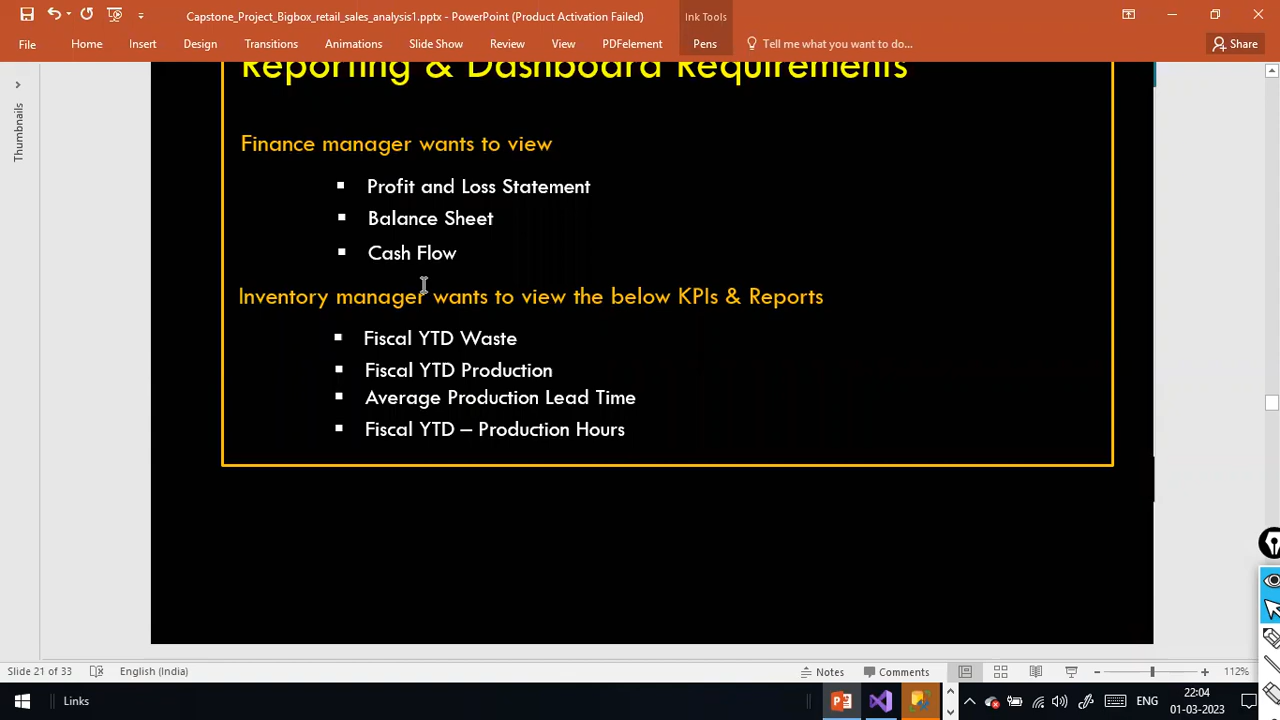 Capstone_Project_Bigbox_retail_sales_analysis1.pptx - PowerPoint (Product Activation Failed)
Ink Tools
File Home Insert Design Transitions Animations Slide Show Review View PDFelement Pens Tell me what you want to do... Share
Thumbnails
Reporting & Dashboard Requirements
Finance manager wants to view
▪ Profit and Loss Statement
▪ Balance Sheet
▪ Cash Flow
Inventory manager wants to view the below KPIs & Reports
▪ Fiscal YTD Waste
▪ Fiscal YTD Production
▪ Average Production Lead Time
▪ Fiscal YTD – Production Hours
Slide 21 of 33 English (India) Notes Comments 112%
Links ENG 22:04
01-03-2023